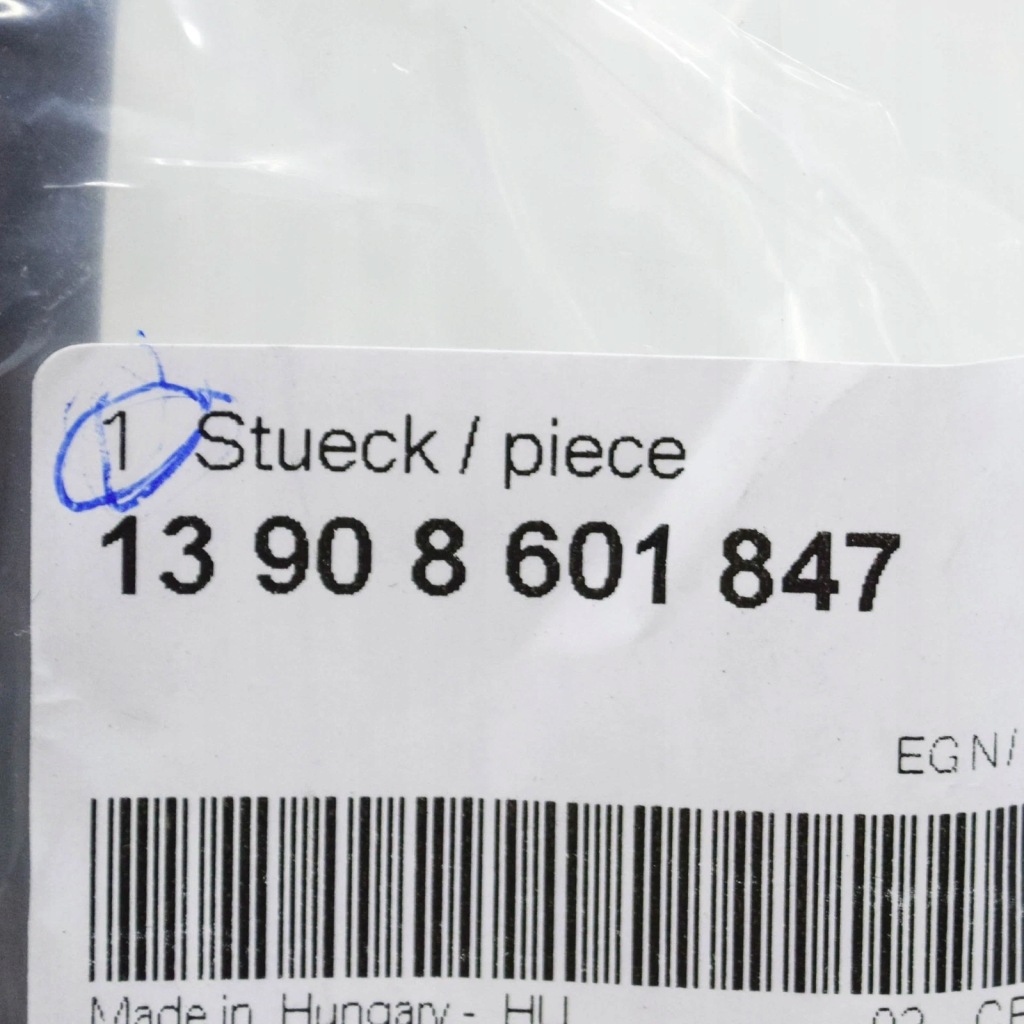 1 Stueck / piece
13 90 8 601 847
EGN/
Made in Hungary - HU